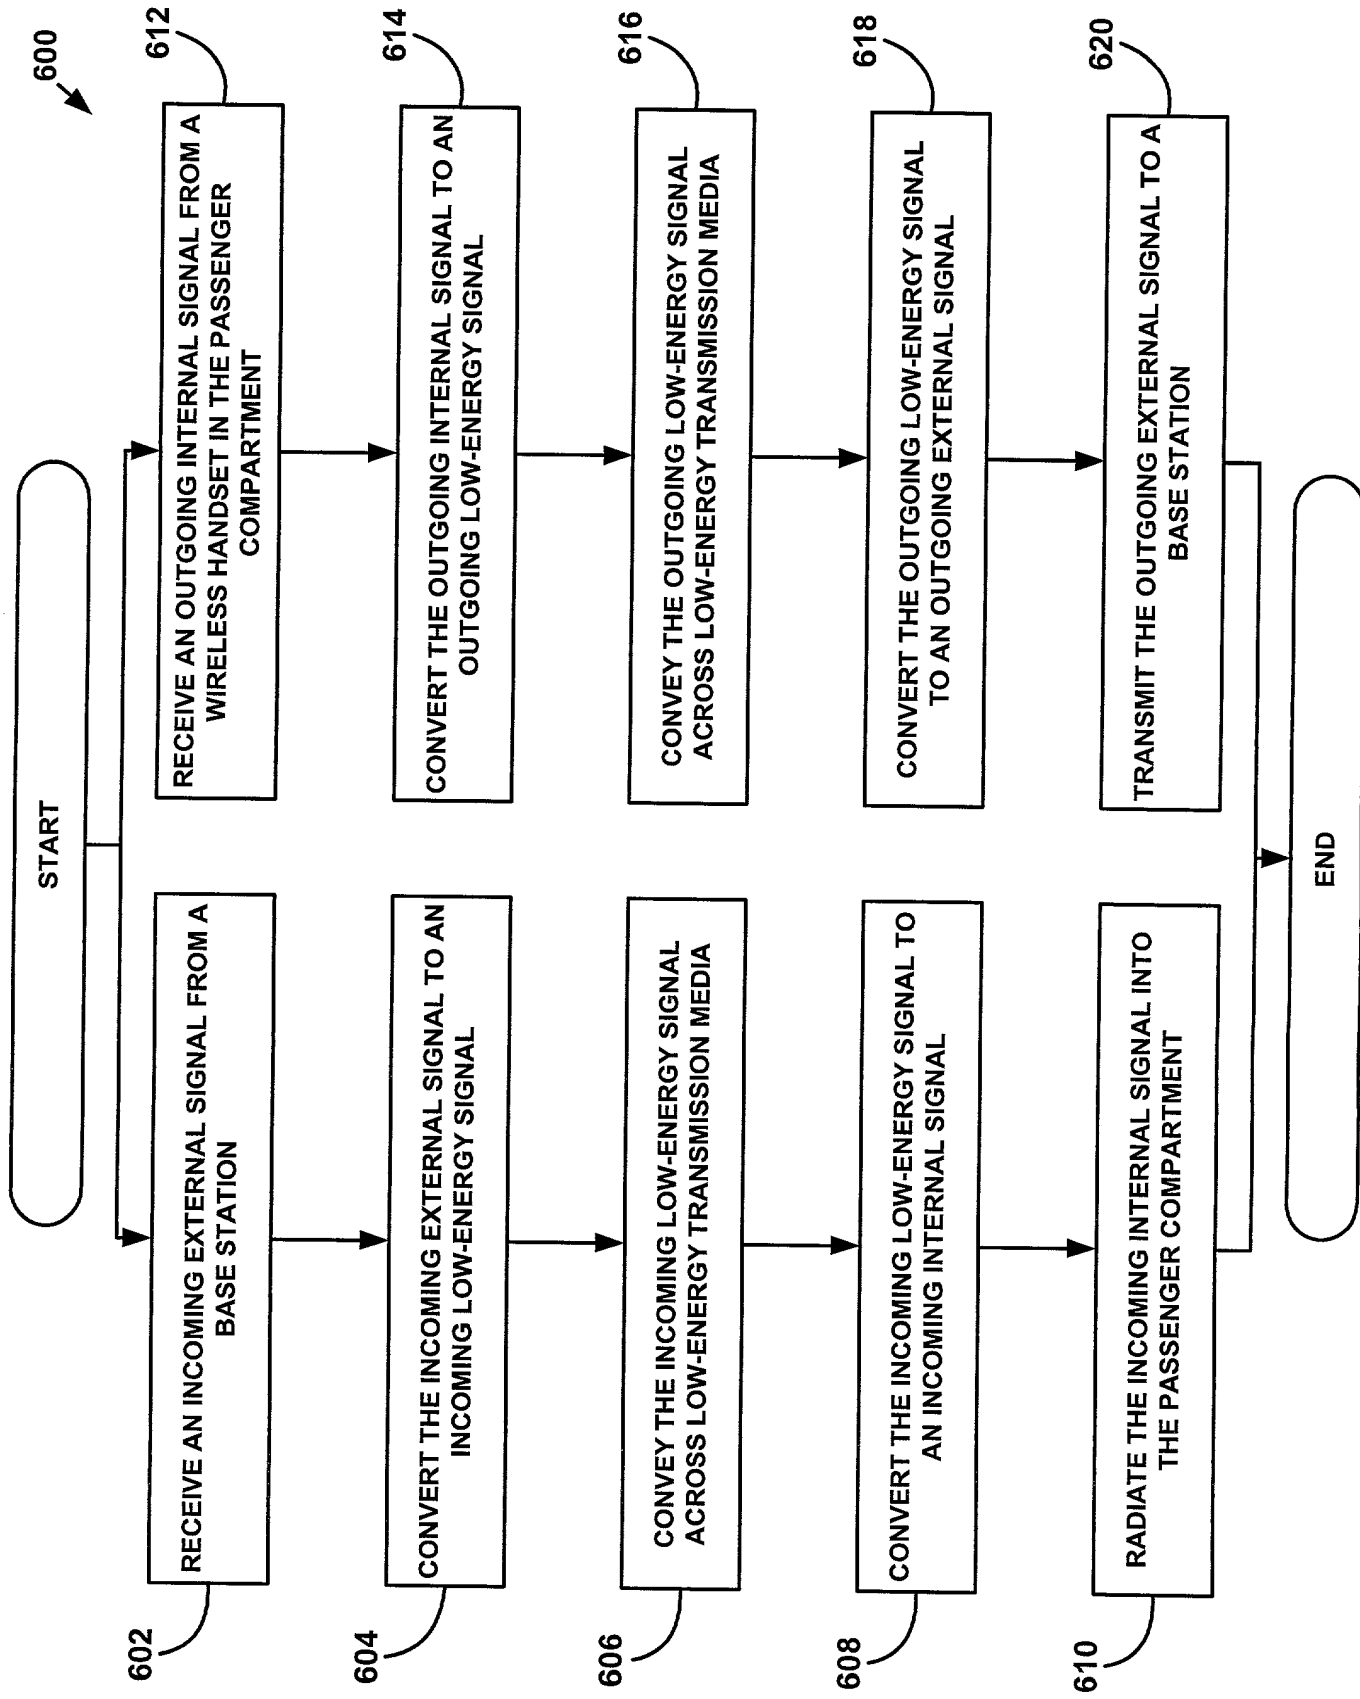 600
START
602
RECEIVE AN INCOMING EXTERNAL SIGNAL FROM A
BASE STATION
604
CONVERT THE INCOMING EXTERNAL SIGNAL TO AN
INCOMING LOW-ENERGY SIGNAL
606
CONVEY THE INCOMING LOW-ENERGY SIGNAL
ACROSS LOW-ENERGY TRANSMISSION MEDIA
608
CONVERT THE INCOMING LOW-ENERGY SIGNAL TO
AN INCOMING INTERNAL SIGNAL
610
RADIATE THE INCOMING INTERNAL SIGNAL INTO
THE PASSENGER COMPARTMENT
612
RECEIVE AN OUTGOING INTERNAL SIGNAL FROM A
WIRELESS HANDSET IN THE PASSENGER
COMPARTMENT
614
CONVERT THE OUTGOING INTERNAL SIGNAL TO AN
OUTGOING LOW-ENERGY SIGNAL
616
CONVEY THE OUTGOING LOW-ENERGY SIGNAL
ACROSS LOW-ENERGY TRANSMISSION MEDIA
618
CONVERT THE OUTGOING LOW-ENERGY SIGNAL
TO AN OUTGOING EXTERNAL SIGNAL
620
TRANSMIT THE OUTGOING EXTERNAL SIGNAL TO A
BASE STATION
END